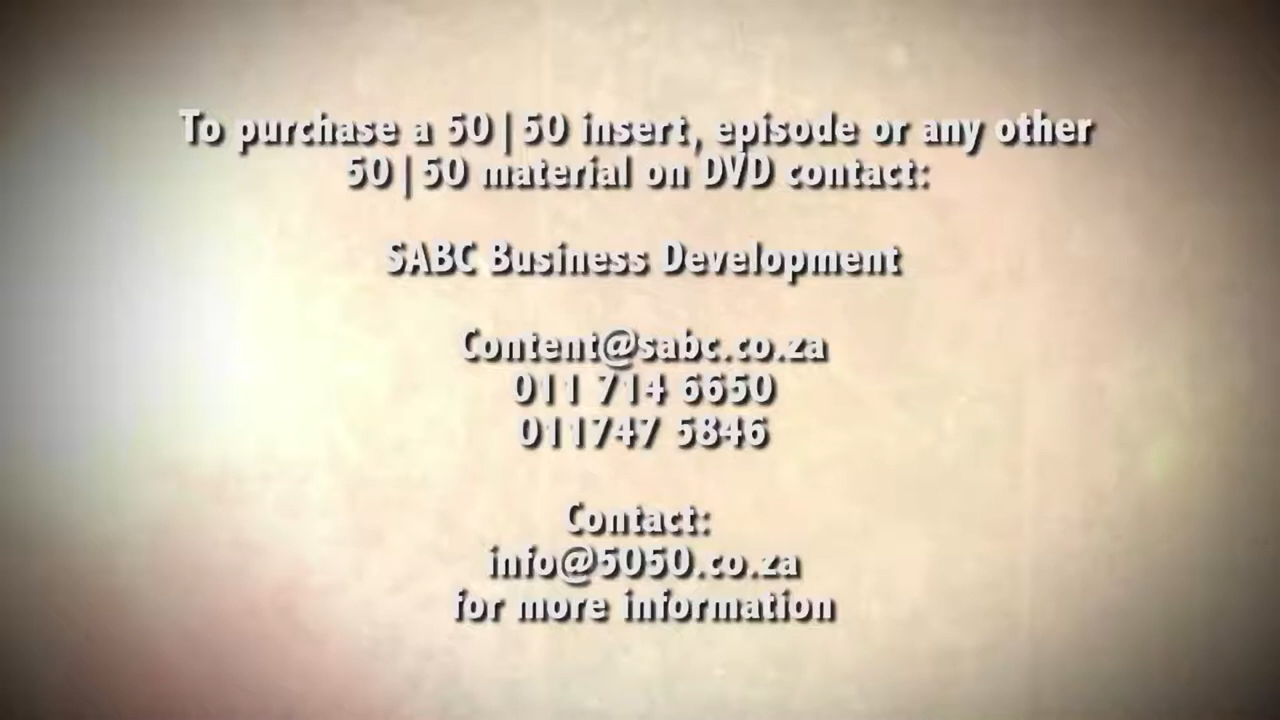 To purchase a 50|50 insert, episode or any other
50|50 material on DVD contact:
SABC Business Development
Content@sabc.co.za
011 714 6650
011747 5846
Contact:
info@5050.co.za
for more information